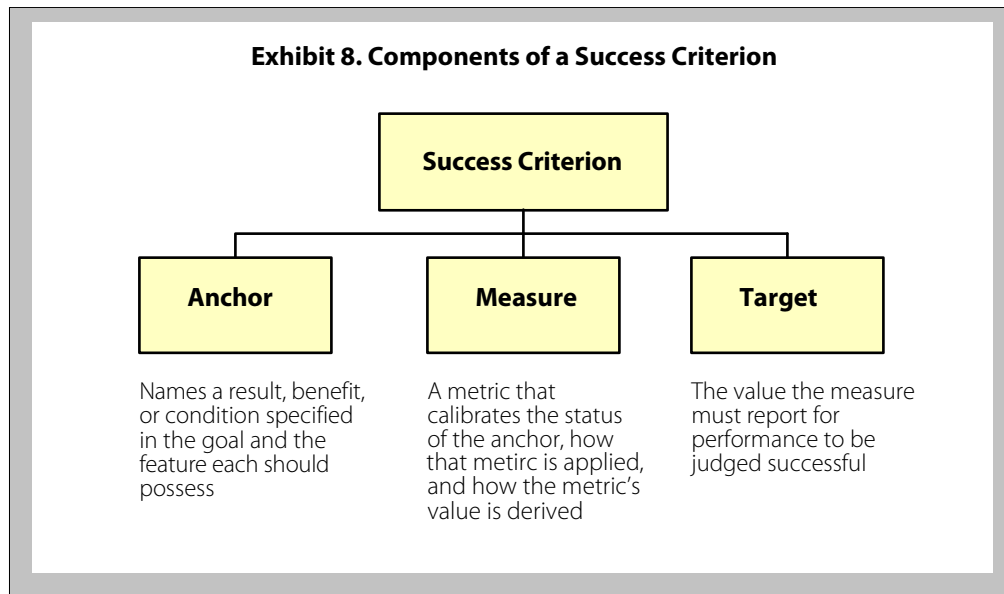 Exhibit 8. Components of a Success Criterion
Success Criterion
Anchor
Measure
Target
Names a result, benefit,
or condition specified
in the goal and the
feature each should
possess
A metric that
calibrates the status
of the anchor, how
that metirc is applied,
and how the metric's
value is derived
The value the measure
must report for
performance to be
judged successful